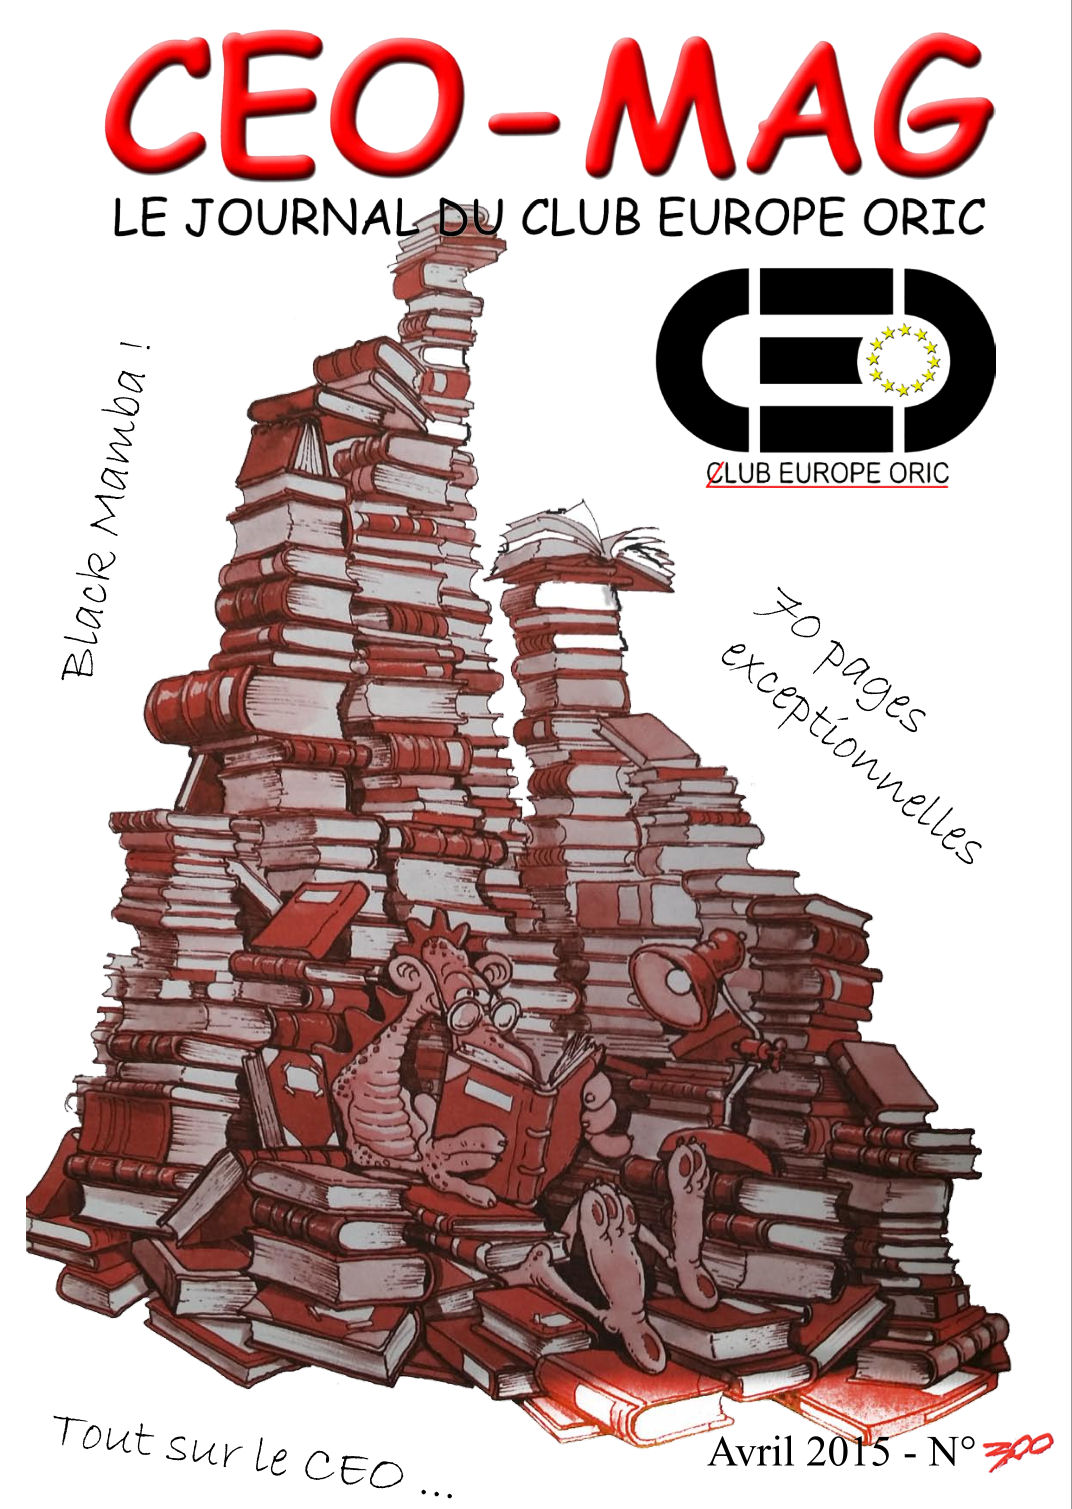 CEO-MAG
LE JOURNAL DU CLUB EUROPE ORIC
CEO
CLUB EUROPE ORIC
Black Mamba !
70 pages
exceptionnelles
Tout sur le CEO ...
Avril 2015 - N° 300